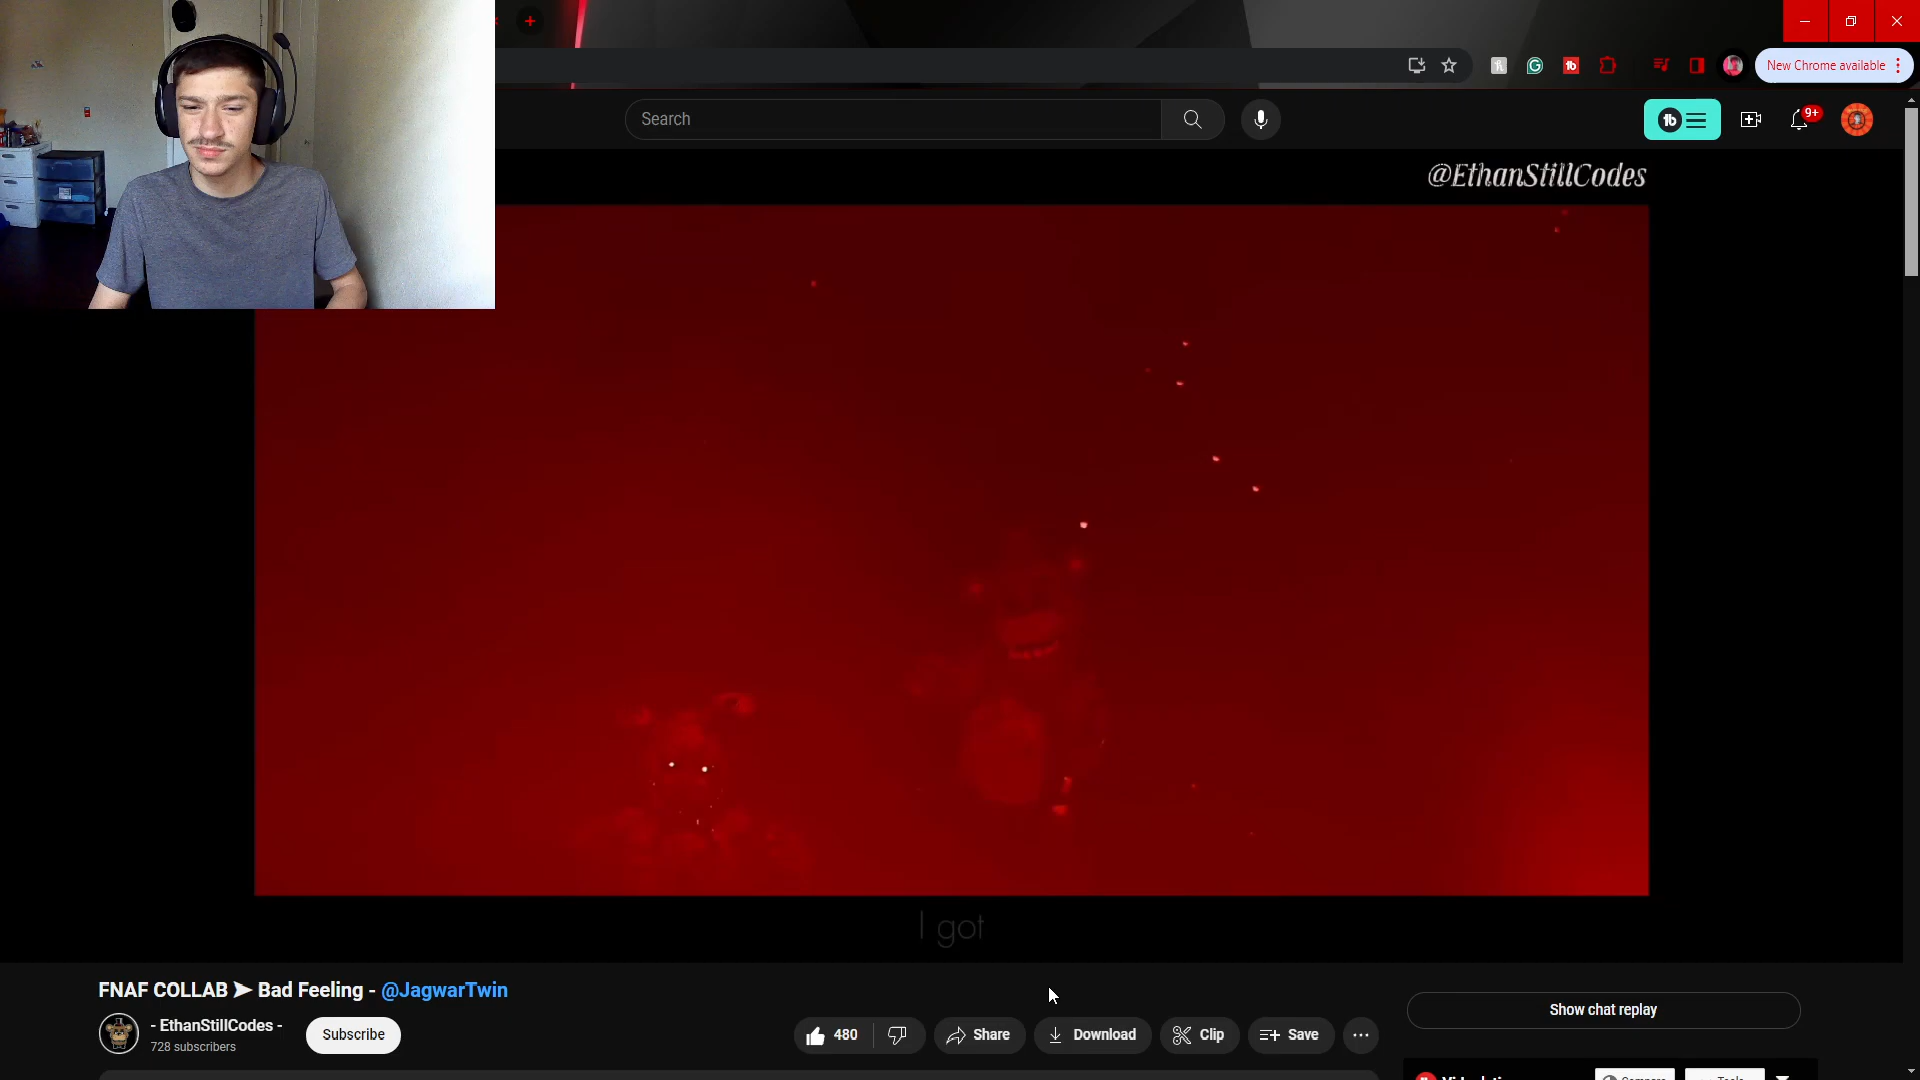 New Chrome available
Search
9+
@EthanStillCodes
I got
FNAF COLLAB ➤ Bad Feeling - @JagwarTwin
- EthanStillCodes -
728 subscribers
Subscribe
480
Share
Download
Clip
Save
Show chat replay